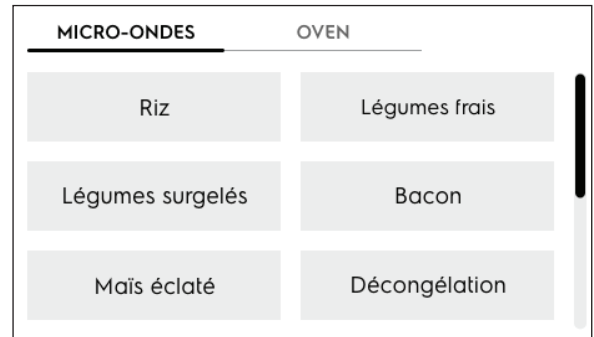 MICRO-ONDES OVEN
Riz Légumes frais
Légumes surgelés Bacon
Maïs éclaté Décongélation